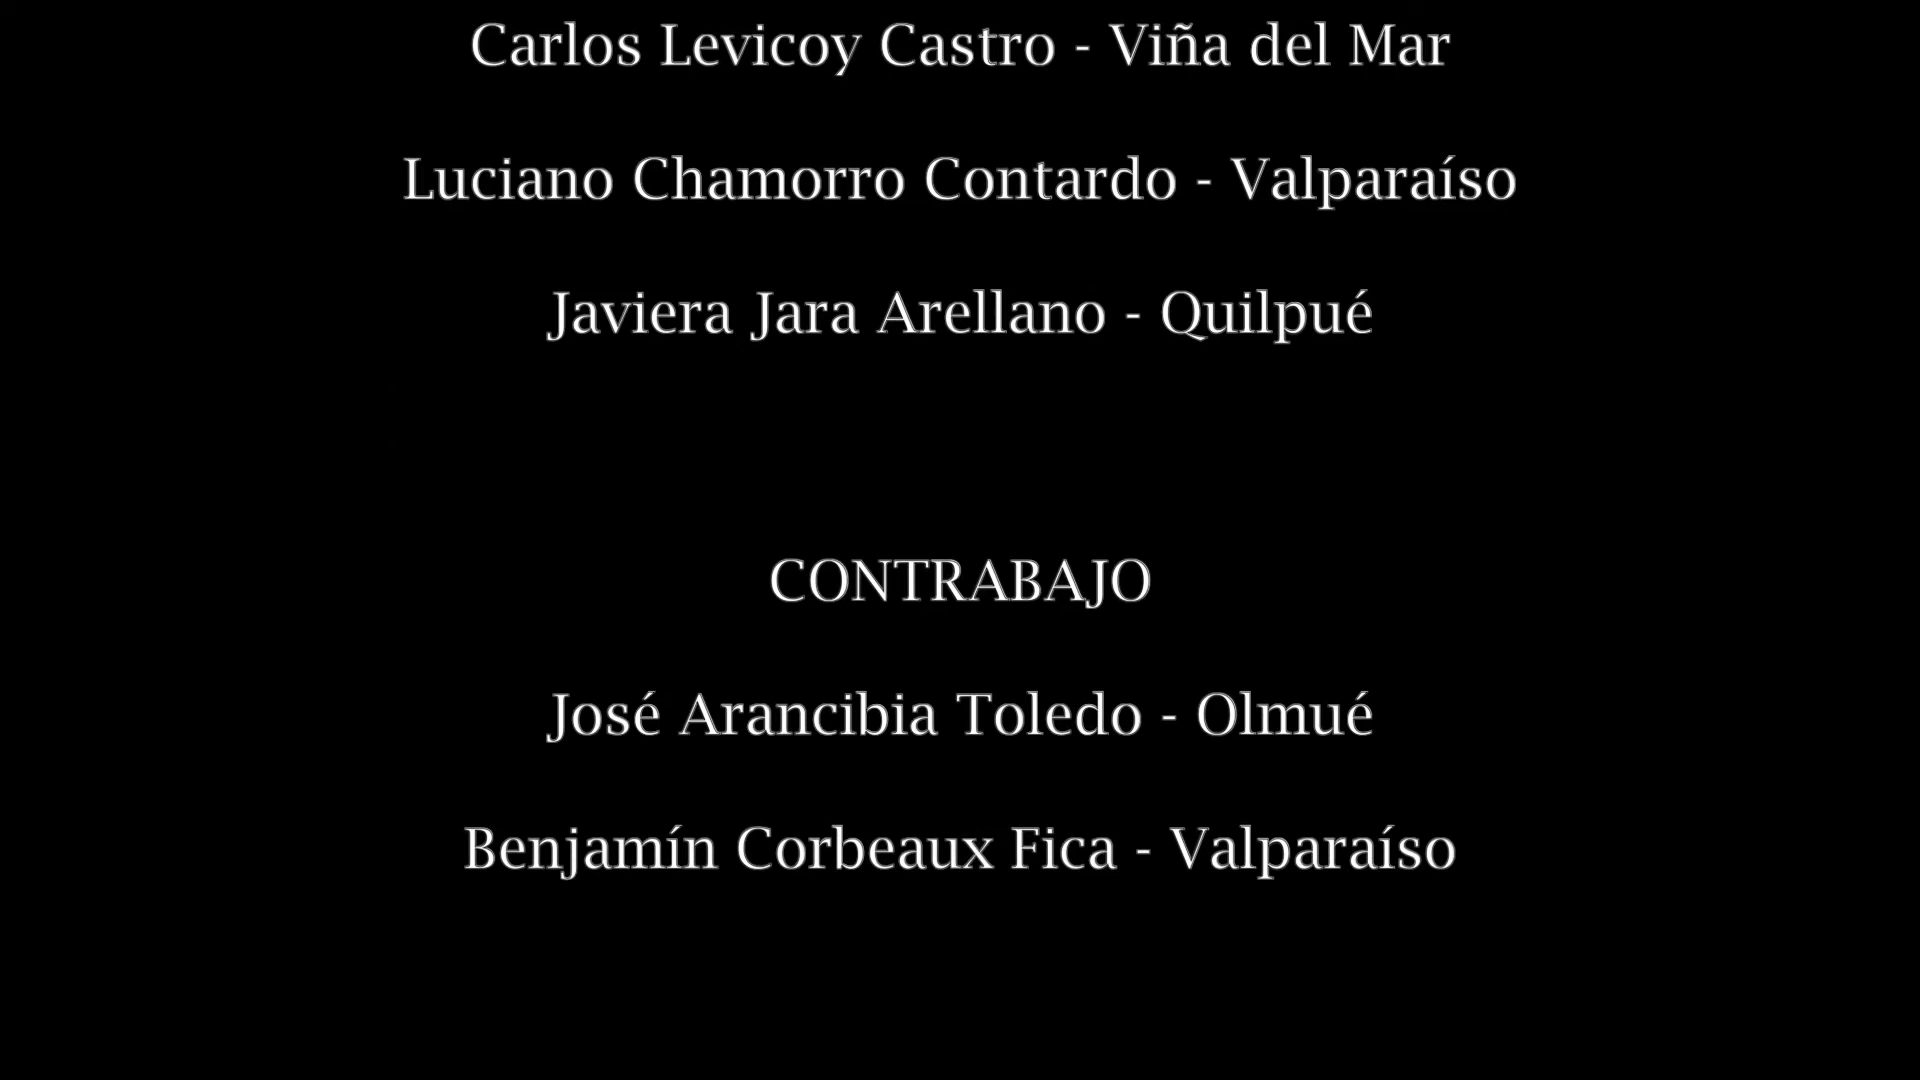 Carlos Levicoy Castro - Viña del Mar
Luciano Chamorro Contardo - Valparaíso
Javiera Jara Arellano - Quilpué
CONTRABAJO
José Arancibia Toledo - Olmué
Benjamín Corbeaux Fica - Valparaíso